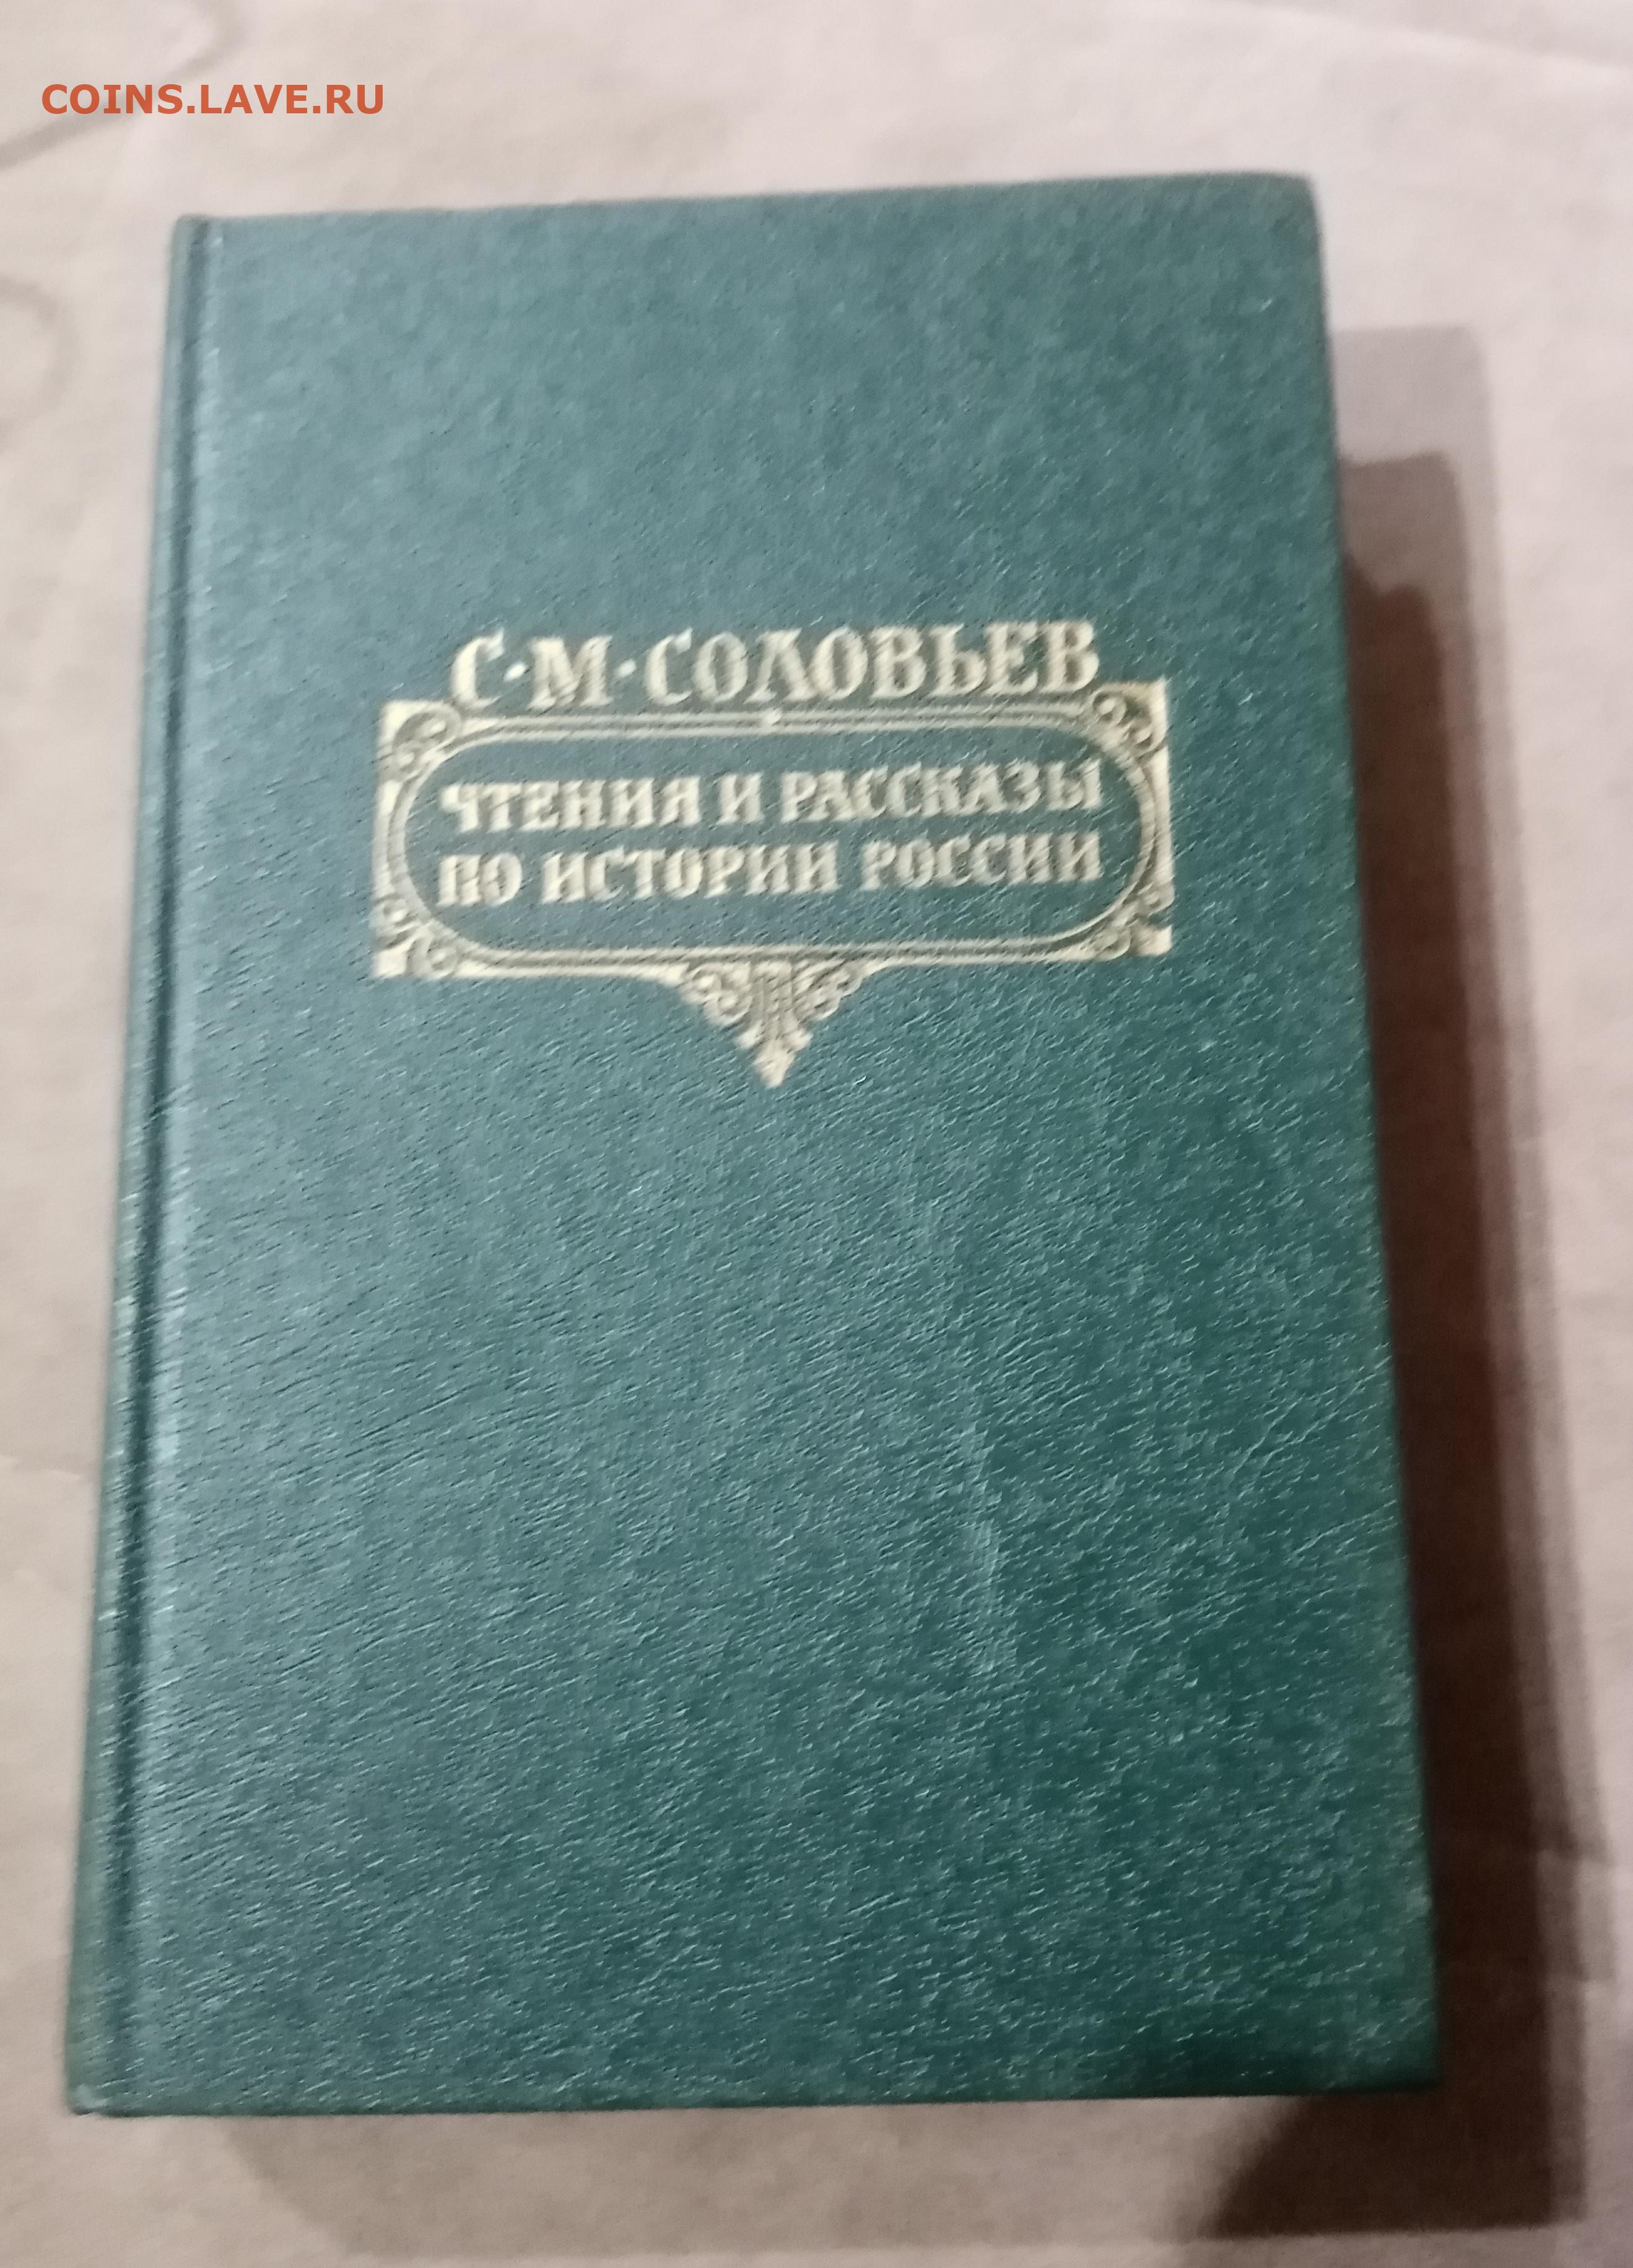 COINS.LAVE.RU
С·М·СОЛОВЬЕВ
ЧТЕНИЯ И РАССКАЗЫ
ПО ИСТОРИИ РОССИИ